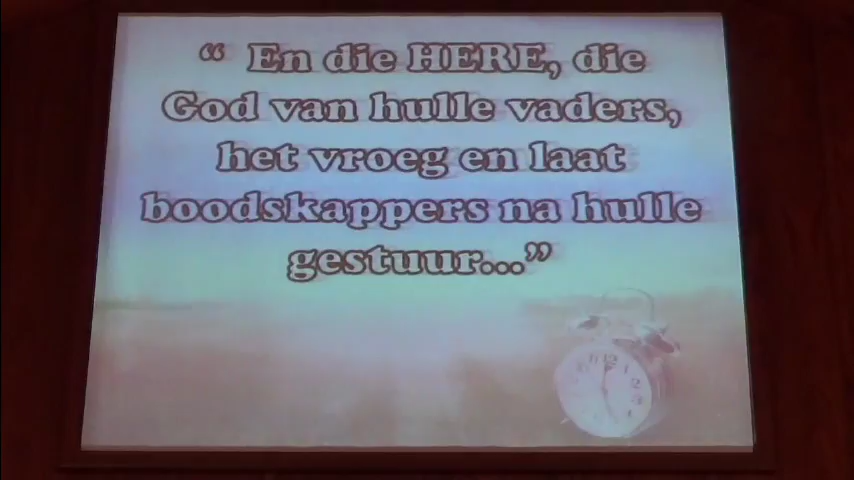 “ En die HERE, die
God van hulle vaders,
het vroeg en laat
boodskappers na hulle
gestuur...”